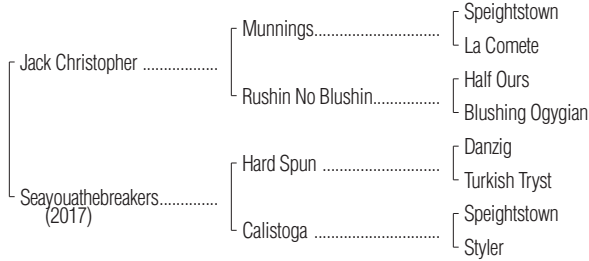 Speightstown
Munnings..................
La Comete
Jack Christopher ..................
Half Ours
Rushin No Blushin................
Blushing Ogygian
Danzig
Hard Spun ......................
Turkish Tryst
Seayouathebreakers..............
(2017)
Speightstown
Calistoga ........................
Styler